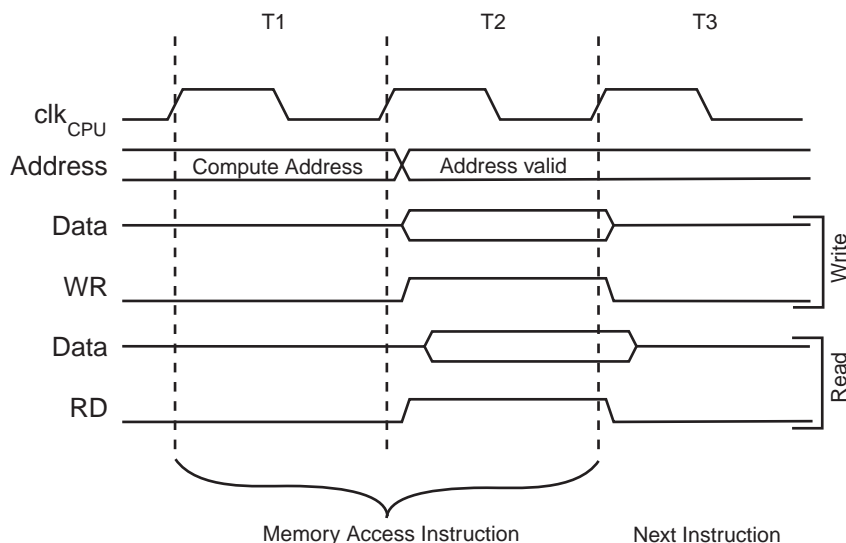 T1 T2 T3
clkCPU
Address Compute Address Address valid
Data
WR
Write
Data
RD
Read
Memory Access Instruction Next Instruction